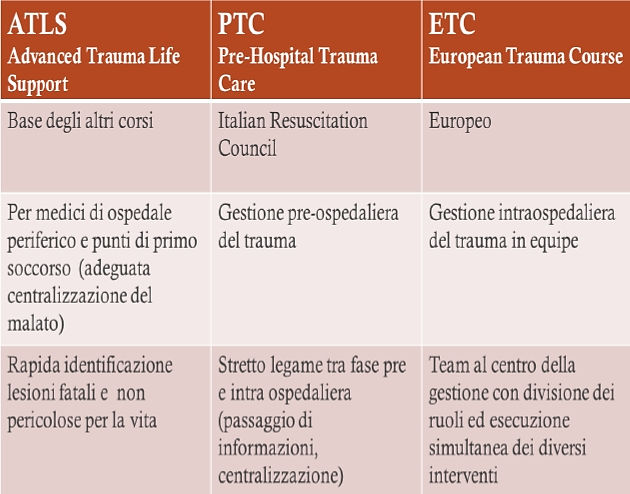 ATLS
Advanced Trauma Life
Support
PTC
Pre-Hospital Trauma
Care
ETC
European Trauma Course
Base degli altri corsi
Italian Resuscitation
Council
Europeo
Per medici di ospedale
periferico e punti di primo
soccorso (adeguata
centralizzazione del
malato)
Gestione pre-ospedaliera
del trauma
Gestione intraospedaliera
del trauma in equipe
Rapida identificazione
lesioni fatali e non
pericolose per la vita
Stretto legame tra fase pre
e intra ospedaliera
(passaggio di
informazioni,
centralizzazione)
Team al centro della
gestione con divisione dei
ruoli ed esecuzione
simultanea dei diversi
interventi